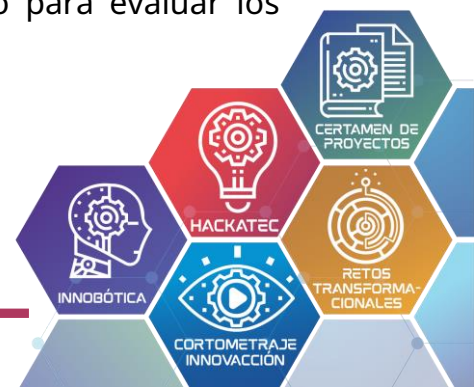 para evaluar los
CERTAMEN DE
PROYECTOS
HACKATEC
RETOS
TRANSFORMA-
CIONALES
INNOBÓTICA
CORTOMETRAJE
INNOVACCIÓN